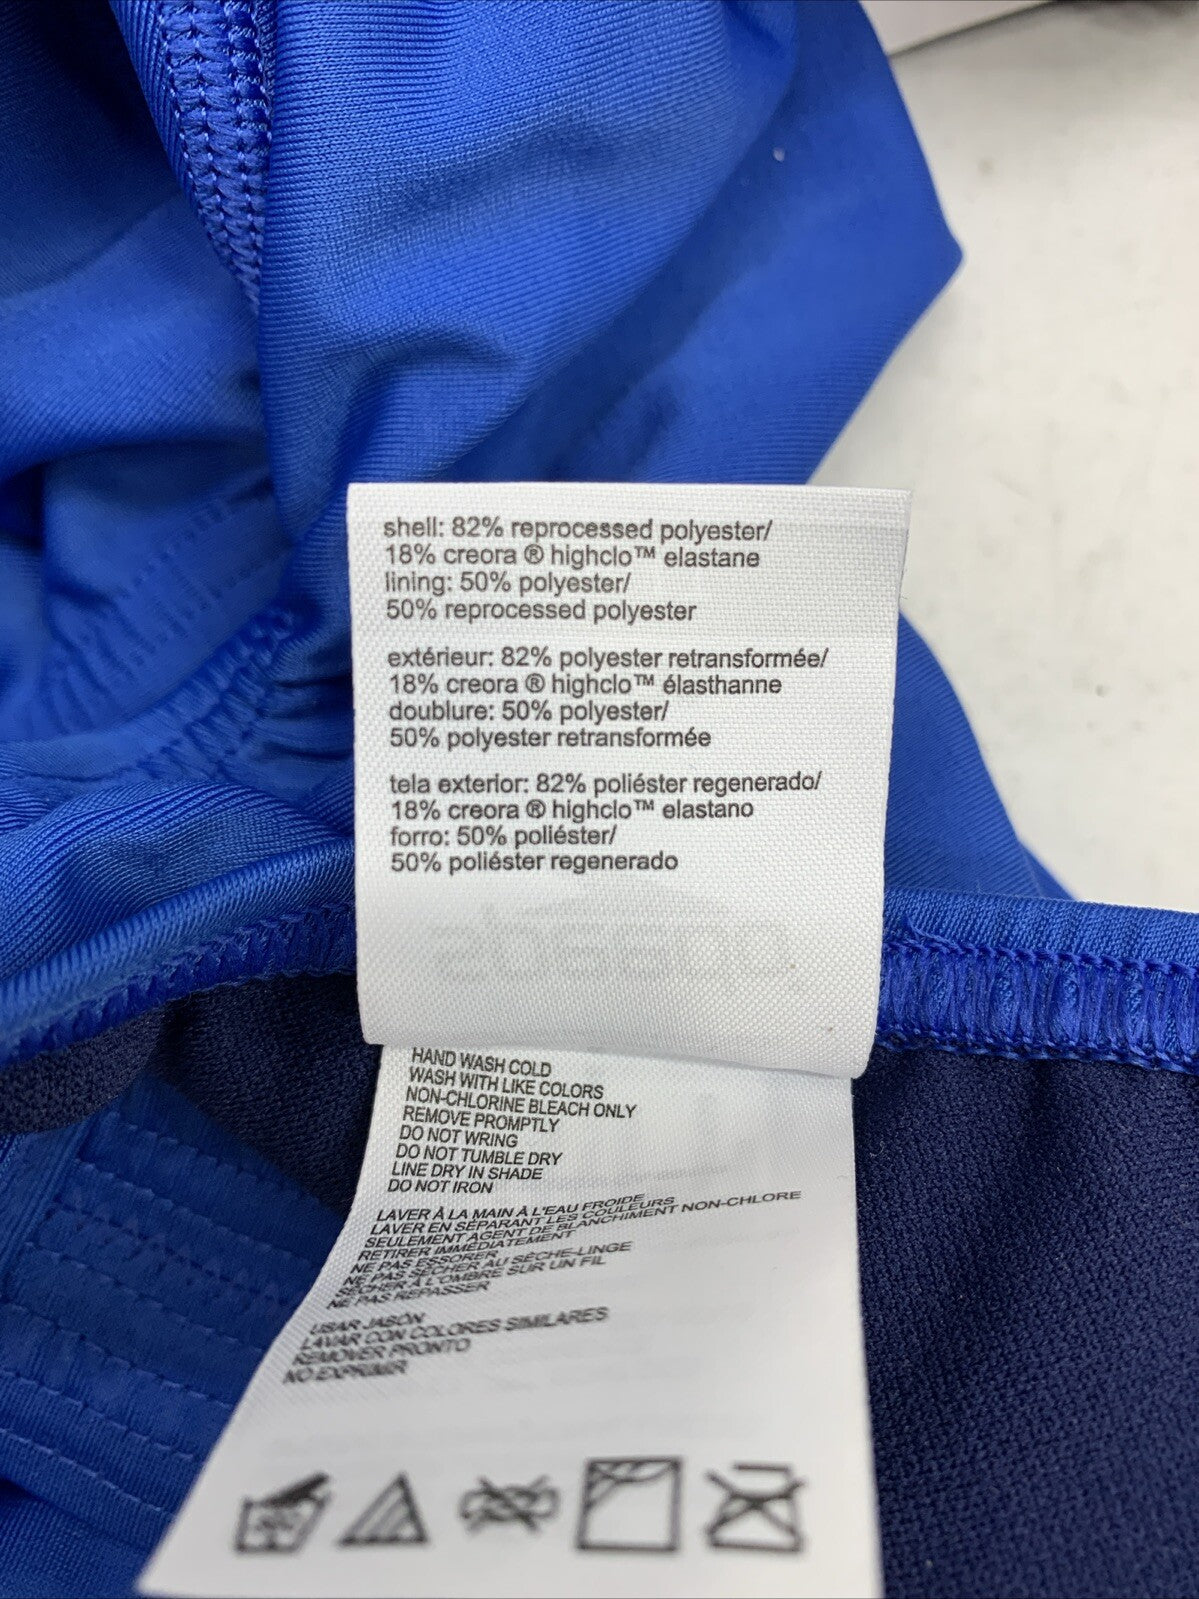 shell: 82% reprocessed polyester/
18% creora ® highclo™ elastane
lining: 50% polyester/
50% reprocessed polyester
extérieur: 82% polyester retransformée/
18% creora ® highclo™ élasthanne
doublure: 50% polyester/
50% polyester retransformée
tela exterior: 82% poliéster regenerado/
18% creora ® highclo™ elastano
forro: 50% poliéster/
50% poliéster regenerado
HAND WASH COLD
WASH WITH LIKE COLORS
NON-CHLORINE BLEACH ONLY
REMOVE PROMPTLY
DO NOT WRING
DO NOT TUMBLE DRY
LINE DRY IN SHADE
DO NOT IRON
LAVER À LA MAIN À L'EAU FROIDE
LAVER EN SÉPARANT LES COULEURS
SEULEMENT AGENT DE BLANCHIMENT NON-CHLORE
RETIRER IMMÉDIATEMENT
NE PAS ESSORER
NE PAS SÉCHER AU SÈCHE-LINGE
SÉCHER À L'OMBRE SUR UN FIL
NE PAS REPASSER
USAR JABÓN
LAVAR CON COLORES SIMILARES
REMOVER PRONTO
NO EXPRIMIR